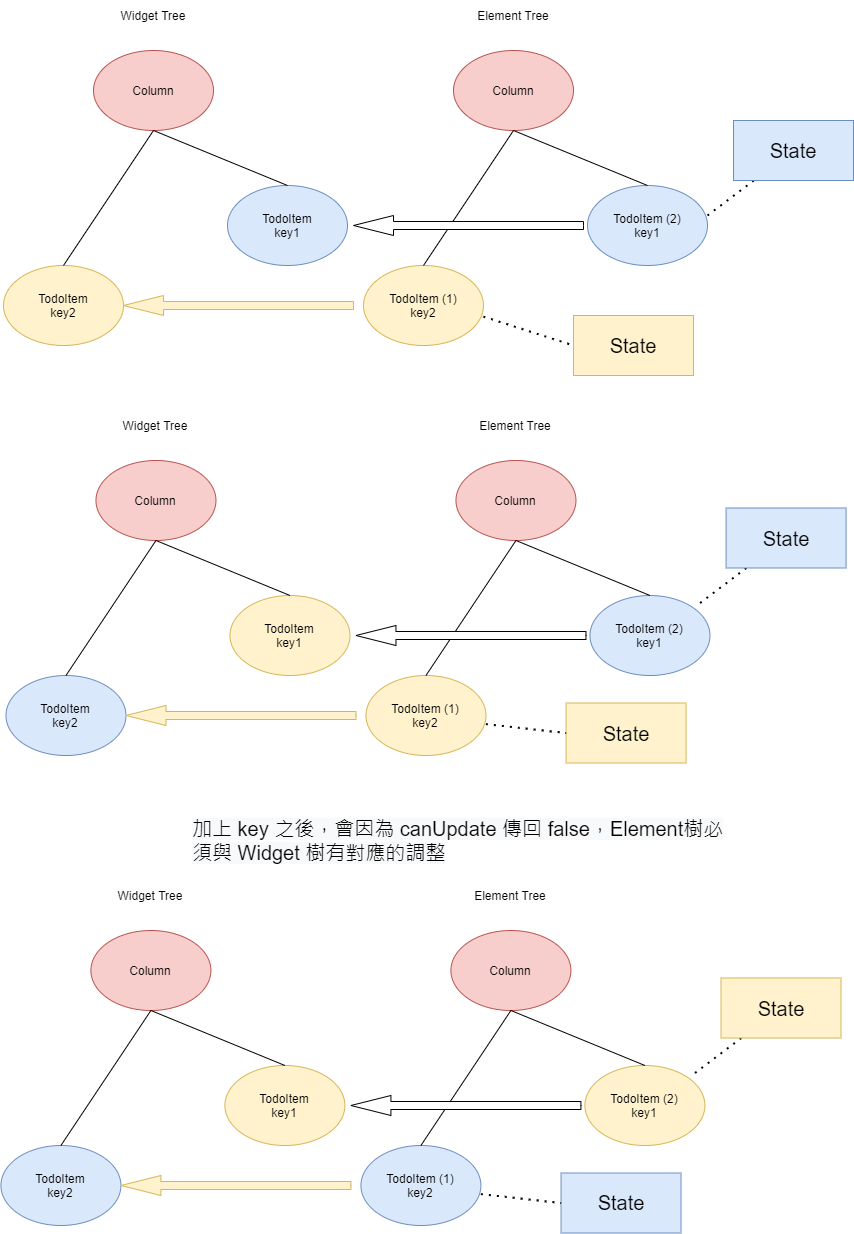 Widget Tree
Element Tree
Column
Column
State
TodoItem
key1
TodoItem (2)
key1
TodoItem
key2
TodoItem (1)
key2
State
Widget Tree
Element Tree
Column
Column
State
TodoItem
key1
TodoItem (2)
key1
TodoItem
key2
TodoItem (1)
key2
State
加上 key 之後，會因為 canUpdate 傳回 false，Element樹必
須與 Widget 樹有對應的調整
Widget Tree
Element Tree
Column
Column
State
TodoItem
key1
TodoItem (2)
key1
TodoItem
key2
TodoItem (1)
key2
State